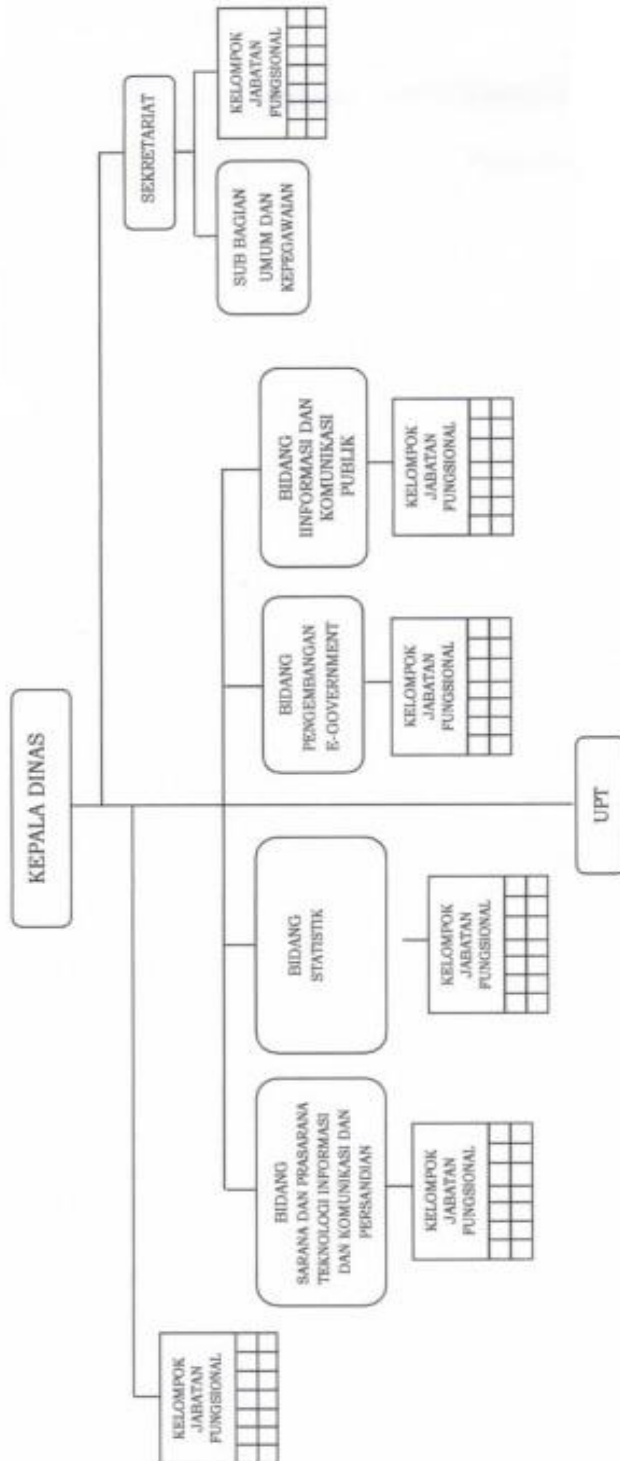 KEPALA DINAS
SEKRETARIAT
SUB BAGIAN
UMUM DAN
KEPEGAWAIAN
KELOMPOK
JABATAN
FUNGSIONAL
KELOMPOK
JABATAN
FUNGSIONAL
BIDANG
SARANA DAN PRASARANA
TEKNOLOGI INFORMASI
DAN KOMUNIKASI DAN
PERSANDIAN
BIDANG
STATISTIK
BIDANG
PENGEMBANGAN
E-GOVERNMENT
BIDANG
IINFORMASI DAN
KOMUNIKASI
PUBLIK
KELOMPOK
JABATAN
FUNGSIONAL
KELOMPOK
JABATAN
FUNGSIONAL
KELOMPOK
JABATAN
FUNGSIONAL
KELOMPOK
JABATAN
FUNGSIONAL
UPT